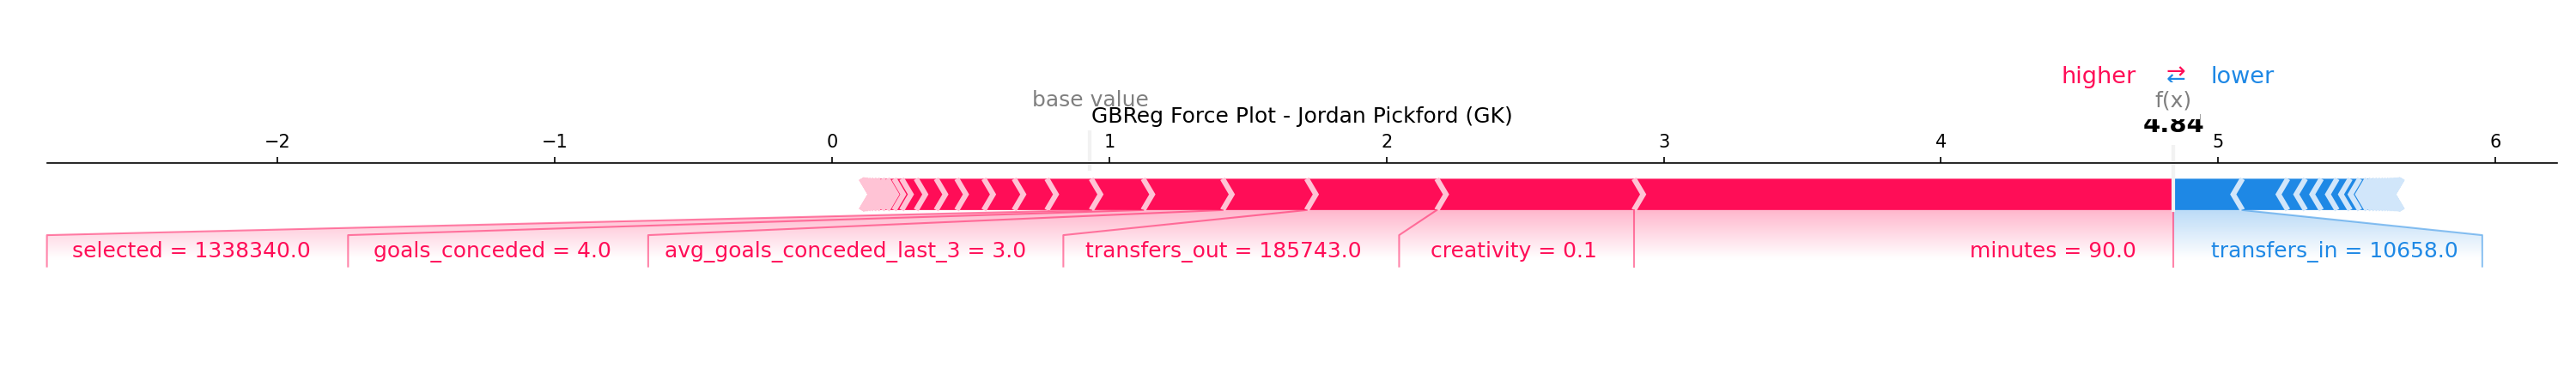 higher ⇄ lower
base value
f(x)
GBReg Force Plot - Jordan Pickford (GK)
4.84
−2 −1 0 1 2 3 4 5 6
selected = 1338340.0 goals_conceded = 4.0 avg_goals_conceded_last_3 = 3.0 transfers_out = 185743.0 creativity = 0.1 minutes = 90.0 transfers_in = 10658.0